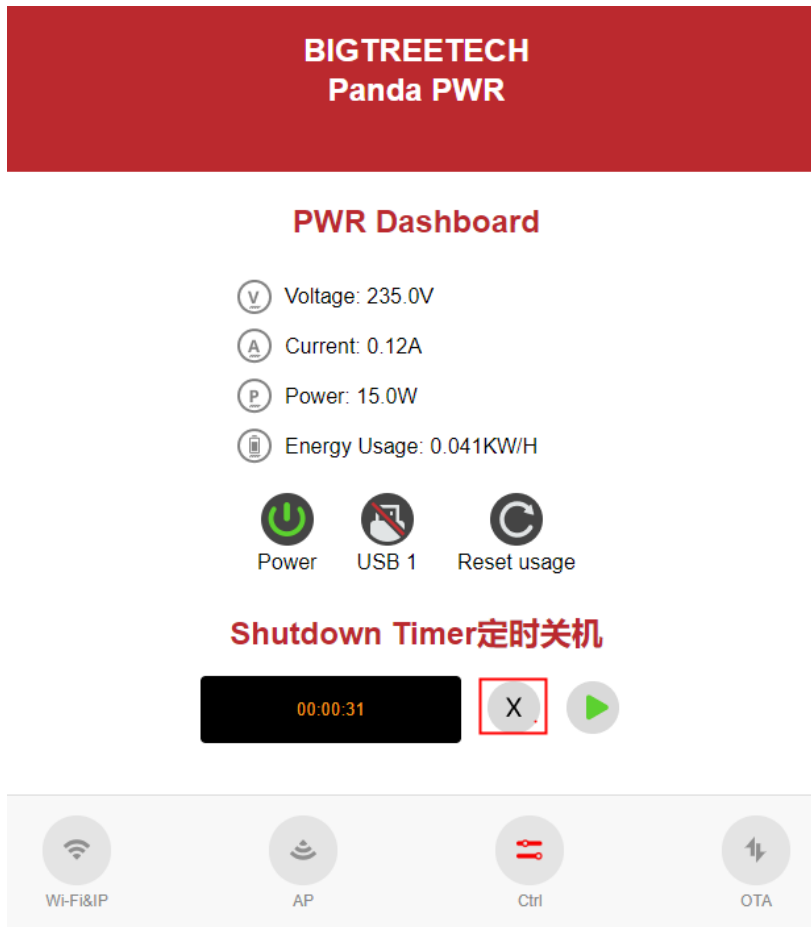 BIGTREETECH
Panda PWR
PWR Dashboard
V Voltage: 235.0V
A Current: 0.12A
P Power: 15.0W
Energy Usage: 0.041KW/H
Power USB 1 Reset usage
Shutdown Timer定时关机
00:00:31 X
Wi-Fi&IP AP Ctrl OTA